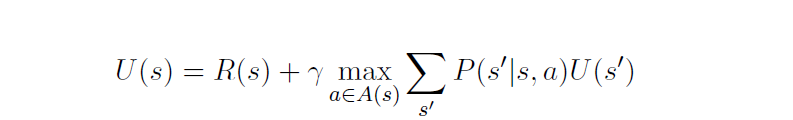 U(s) = R(s) + γ max_{a∈A(s)} ∑_{s′} P(s′|s, a)U(s′)